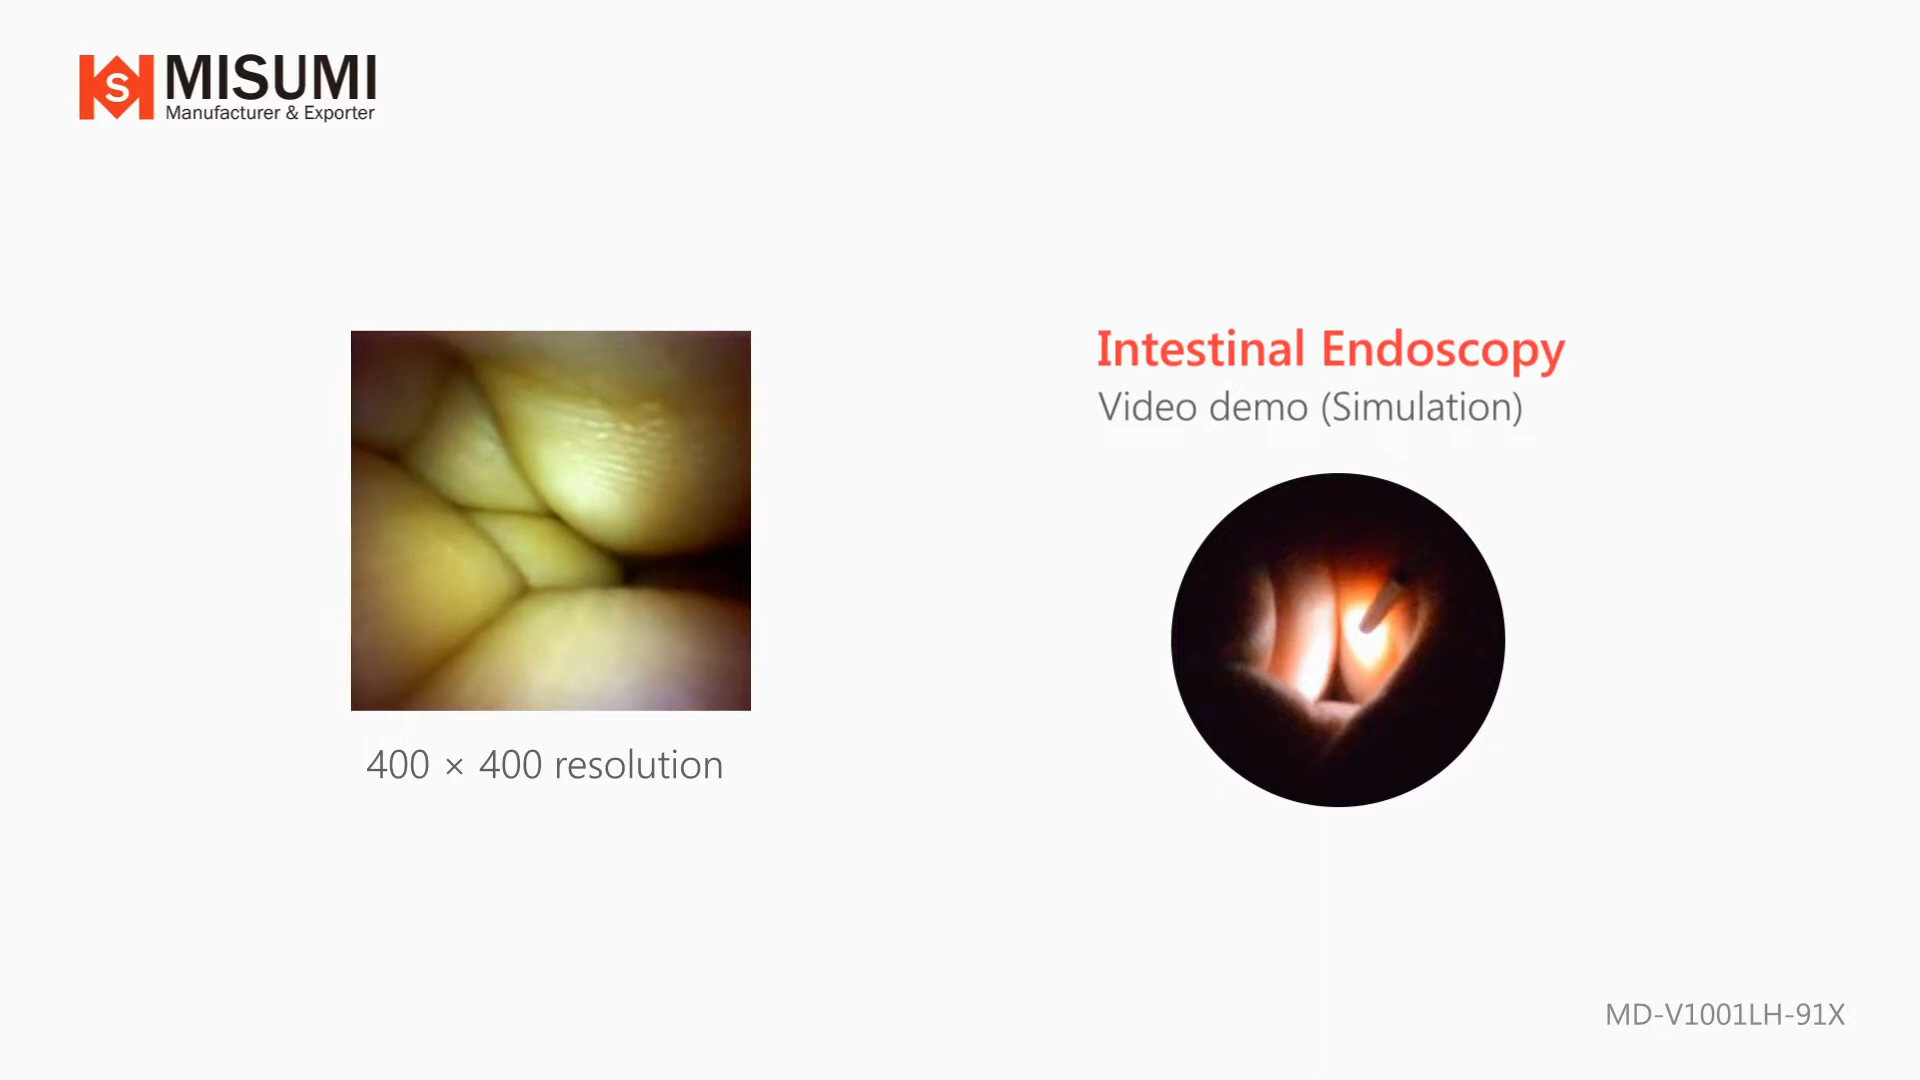 MISUMI
Manufacturer & Exporter
Intestinal Endoscopy
Video demo (Simulation)
400 × 400 resolution
MD-V1001LH-91X